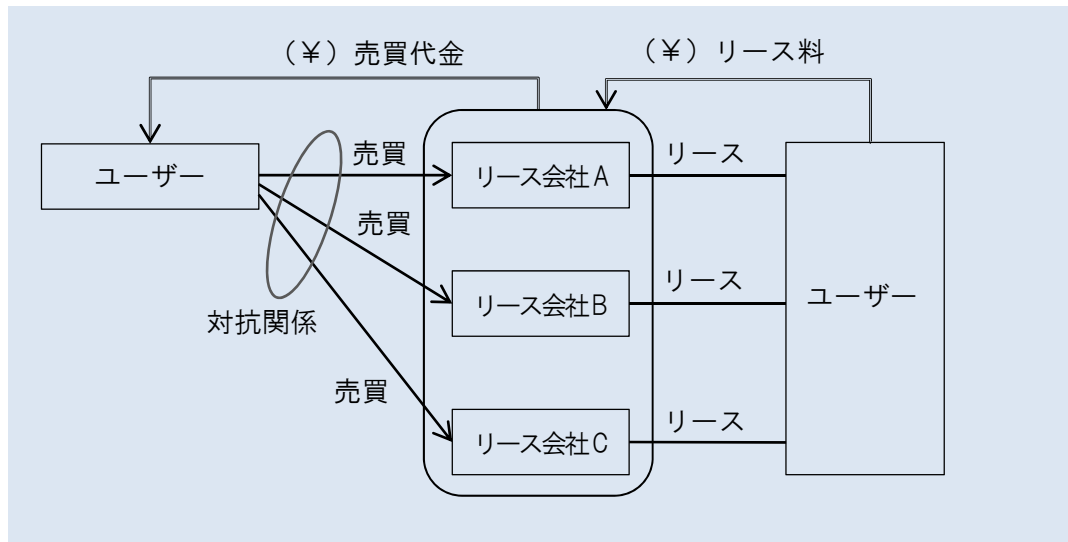 （￥）売買代金
（￥）リース料
ユーザー
売買
リース会社A
リース
売買
リース会社B
リース
ユーザー
対抗関係
売買
リース会社C
リース